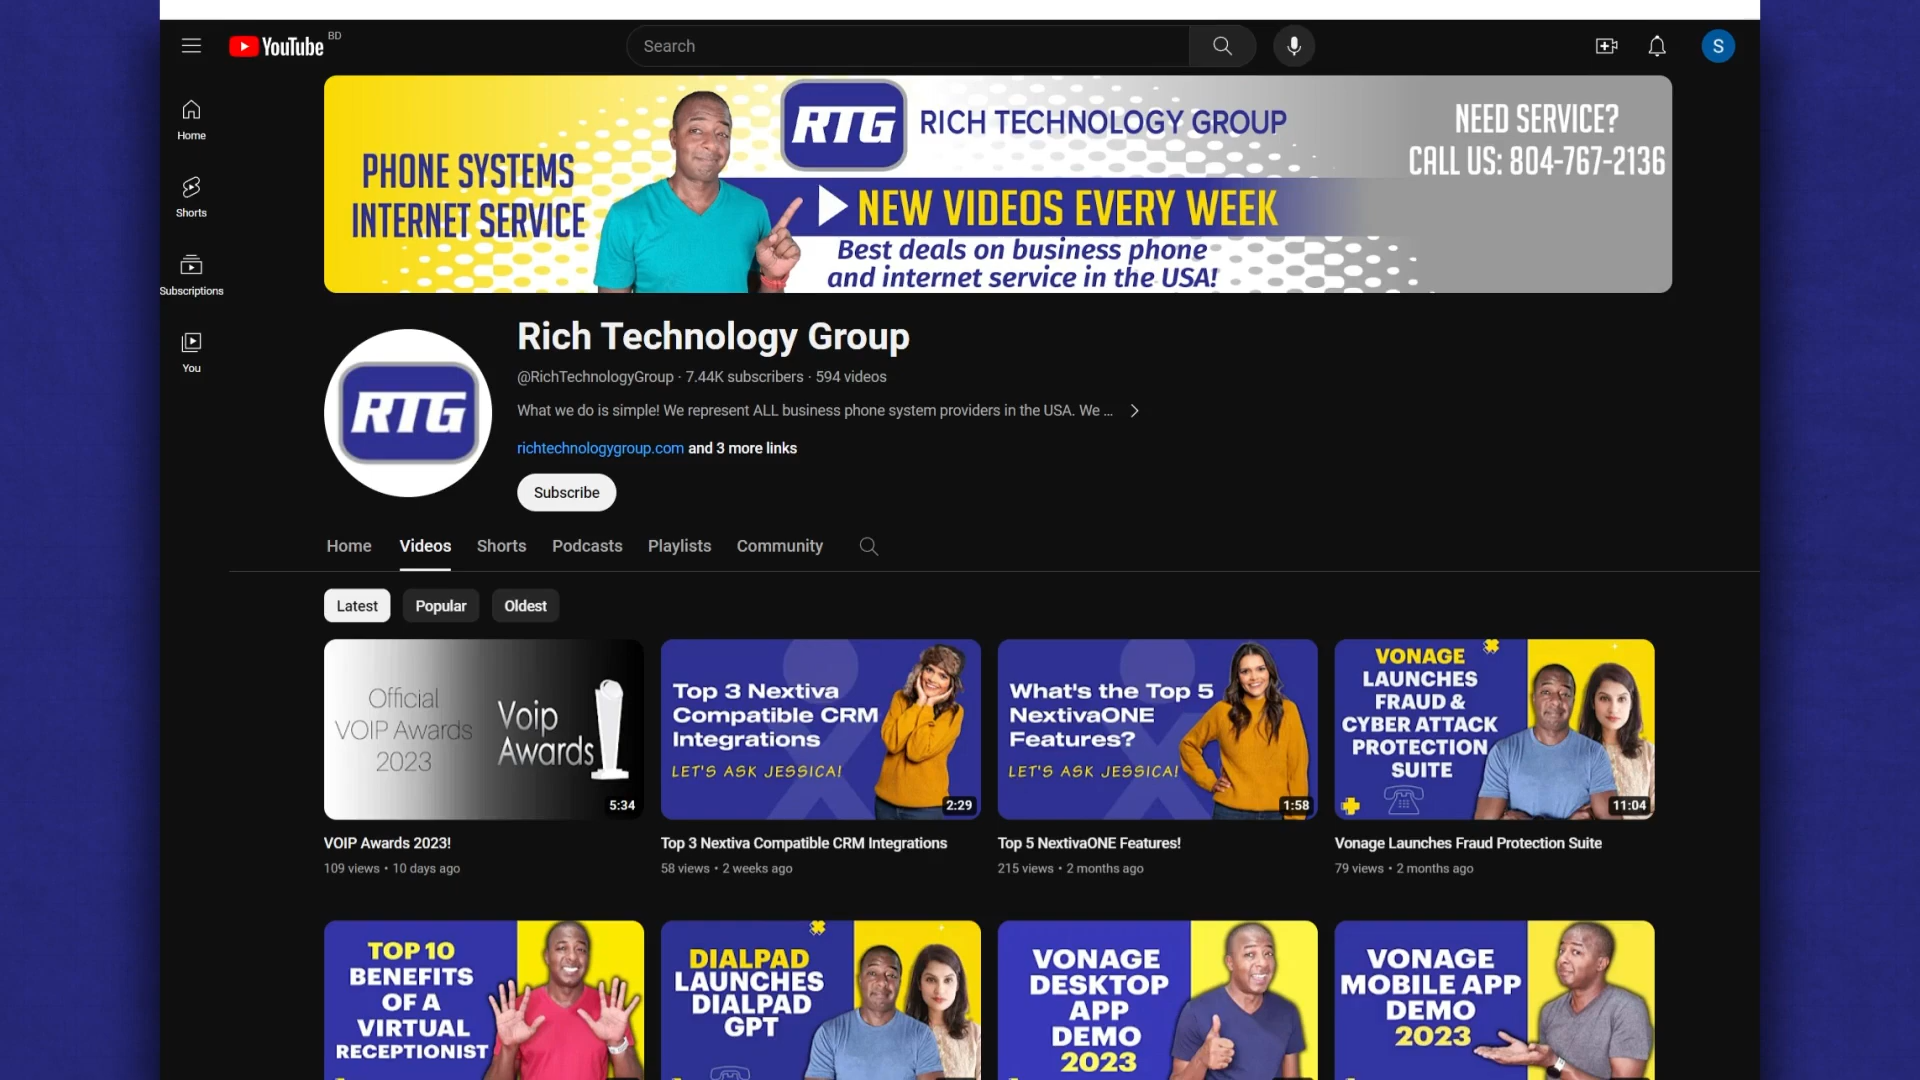 YouTube BD
Search
S
Home
Shorts
Subscriptions
You
PHONE SYSTEMS
INTERNET SERVICE
RTG RICH TECHNOLOGY GROUP
NEW VIDEOS EVERY WEEK
Best deals on business phone
and internet service in the USA!
NEED SERVICE?
CALL US: 804-767-2136
RTG
Rich Technology Group
@RichTechnologyGroup · 7.44K subscribers · 594 videos
What we do is simple! We represent ALL business phone system providers in the USA. We ...
richtechnologygroup.com and 3 more links
Subscribe
Home Videos Shorts Podcasts Playlists Community
Latest Popular Oldest
Official
VOIP Awards
2023
Voip
Awards
5:34
VOIP Awards 2023!
109 views • 10 days ago
Top 3 Nextiva
Compatible CRM
Integrations
LET'S ASK JESSICA!
2:29
Top 3 Nextiva Compatible CRM Integrations
58 views • 2 weeks ago
What's the Top 5
NextivaONE
Features?
LET'S ASK JESSICA!
1:58
Top 5 NextivaONE Features!
215 views • 2 months ago
VONAGE
LAUNCHES
FRAUD &
CYBER ATTACK
PROTECTION
SUITE
11:04
Vonage Launches Fraud Protection Suite
79 views • 2 months ago
TOP 10
BENEFITS
OF A
VIRTUAL
RECEPTIONIST
DIALPAD
LAUNCHES
DIALPAD
GPT
VONAGE
DESKTOP
APP
DEMO
2023
VONAGE
MOBILE APP
DEMO
2023